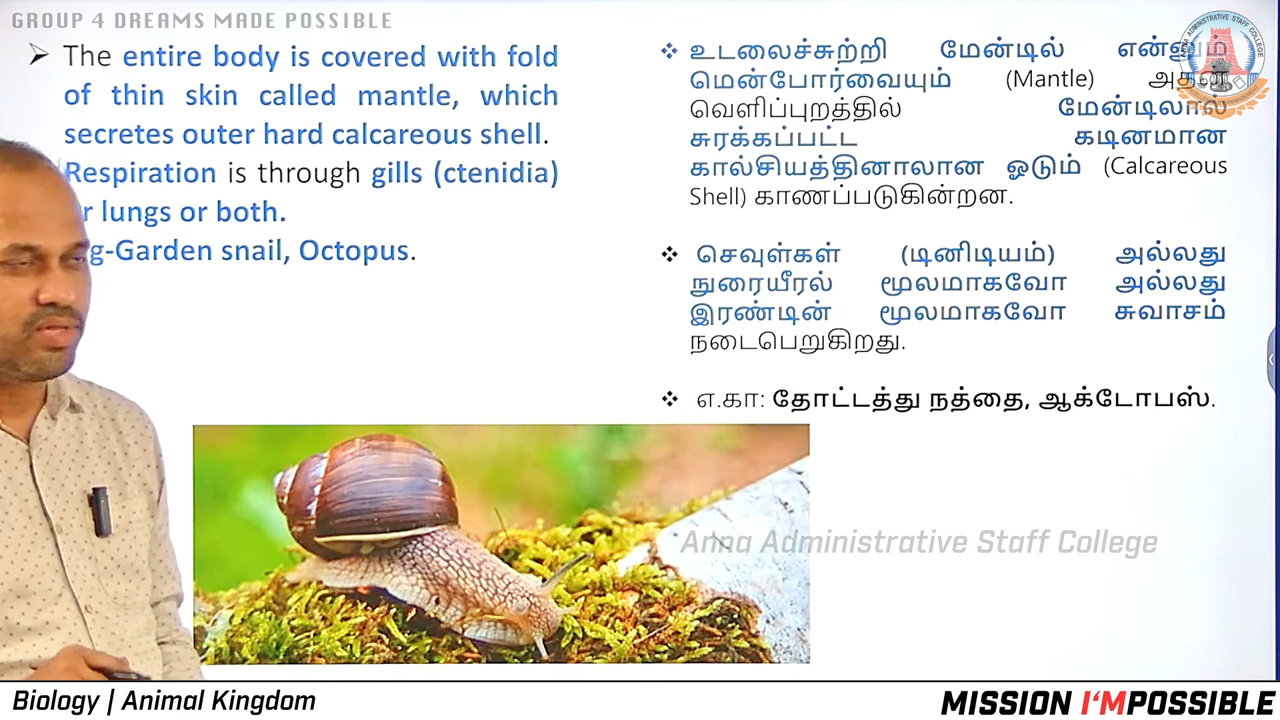 GROUP 4 DREAMS MADE POSSIBLE
The entire body is covered with fold
of thin skin called mantle, which
secretes outer hard calcareous shell.
Respiration is through gills (ctenidia)
lungs or both.
Garden snail, Octopus.
உடலைச்சுற்றி மேன்டில் என்னும்
மென்போர்வையும் (Mantle) அதன்
வெளிப்புறத்தில் மேன்டிலால்
சுரக்கப்பட்ட கடினமான
கால்சியத்தினாலான ஓடும் (Calcareous
Shell) காணப்படுகின்றன.
செவுள்கள் (டினிடியம்) அல்லது
நுரையீரல் மூலமாகவோ அல்லது
இரண்டின் மூலமாகவோ சுவாசம்
நடைபெறுகிறது.
எ.கா: தோட்டத்து நத்தை, ஆக்டோபஸ்.
Anna Administrative Staff College
Biology | Animal Kingdom
MISSION I'MPOSSIBLE